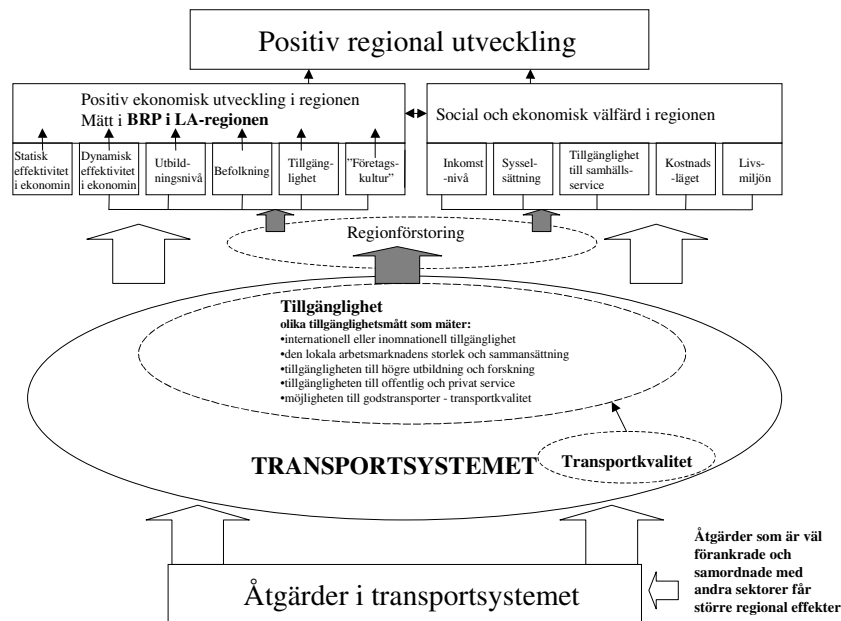 Positiv regional utveckling
Positiv ekonomisk utveckling i regionen
Mätt i BRP i LA-regionen
Social och ekonomisk välfärd i regionen
Statisk
effektivitet
i ekonomin
Dynamisk
effektivitet
i ekonomin
Utbild-
ningsnivå
Befolkning
Tillgäng-
lighet
"Företags-
kultur"
Inkomst-
nivå
Syssel-
sättning
Tillgänglighet
till samhälls-
service
Kostnads-
läget
Livs-
miljön
Regionförstoring
Tillgänglighet
olika tillgänglighetsmått som mäter:
•internationell eller inomnationell tillgänglighet
•den lokala arbetsmarknadens storlek och sammansättning
•tillgängligheten till högre utbildning och forskning
•tillgängligheten till offentlig och privat service
•möjligheten till godstransporter - transportkvalitet
TRANSPORTSYSTEMET
Transportkvalitet
Åtgärder i transportsystemet
Åtgärder som är väl
förankrade och
samordnade med
andra sektorer får
större regional effekter